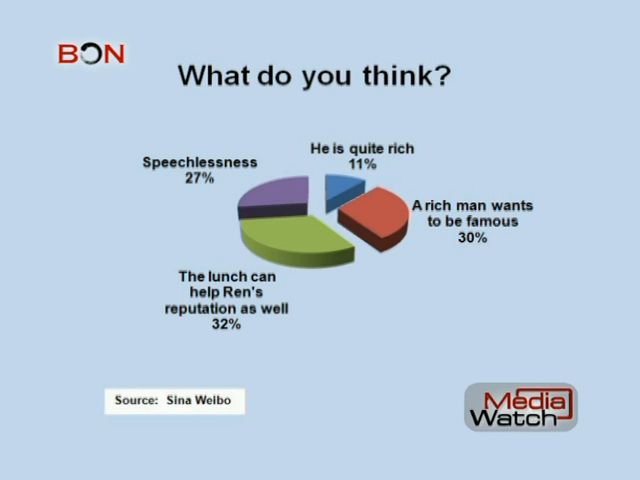 BON
What do you think?
He is quite rich
11%
Speechlessness
27%
A rich man wants
to be famous
30%
The lunch can
help Ren's
reputation as well
32%
Source: Sina Weibo
Media
Watch